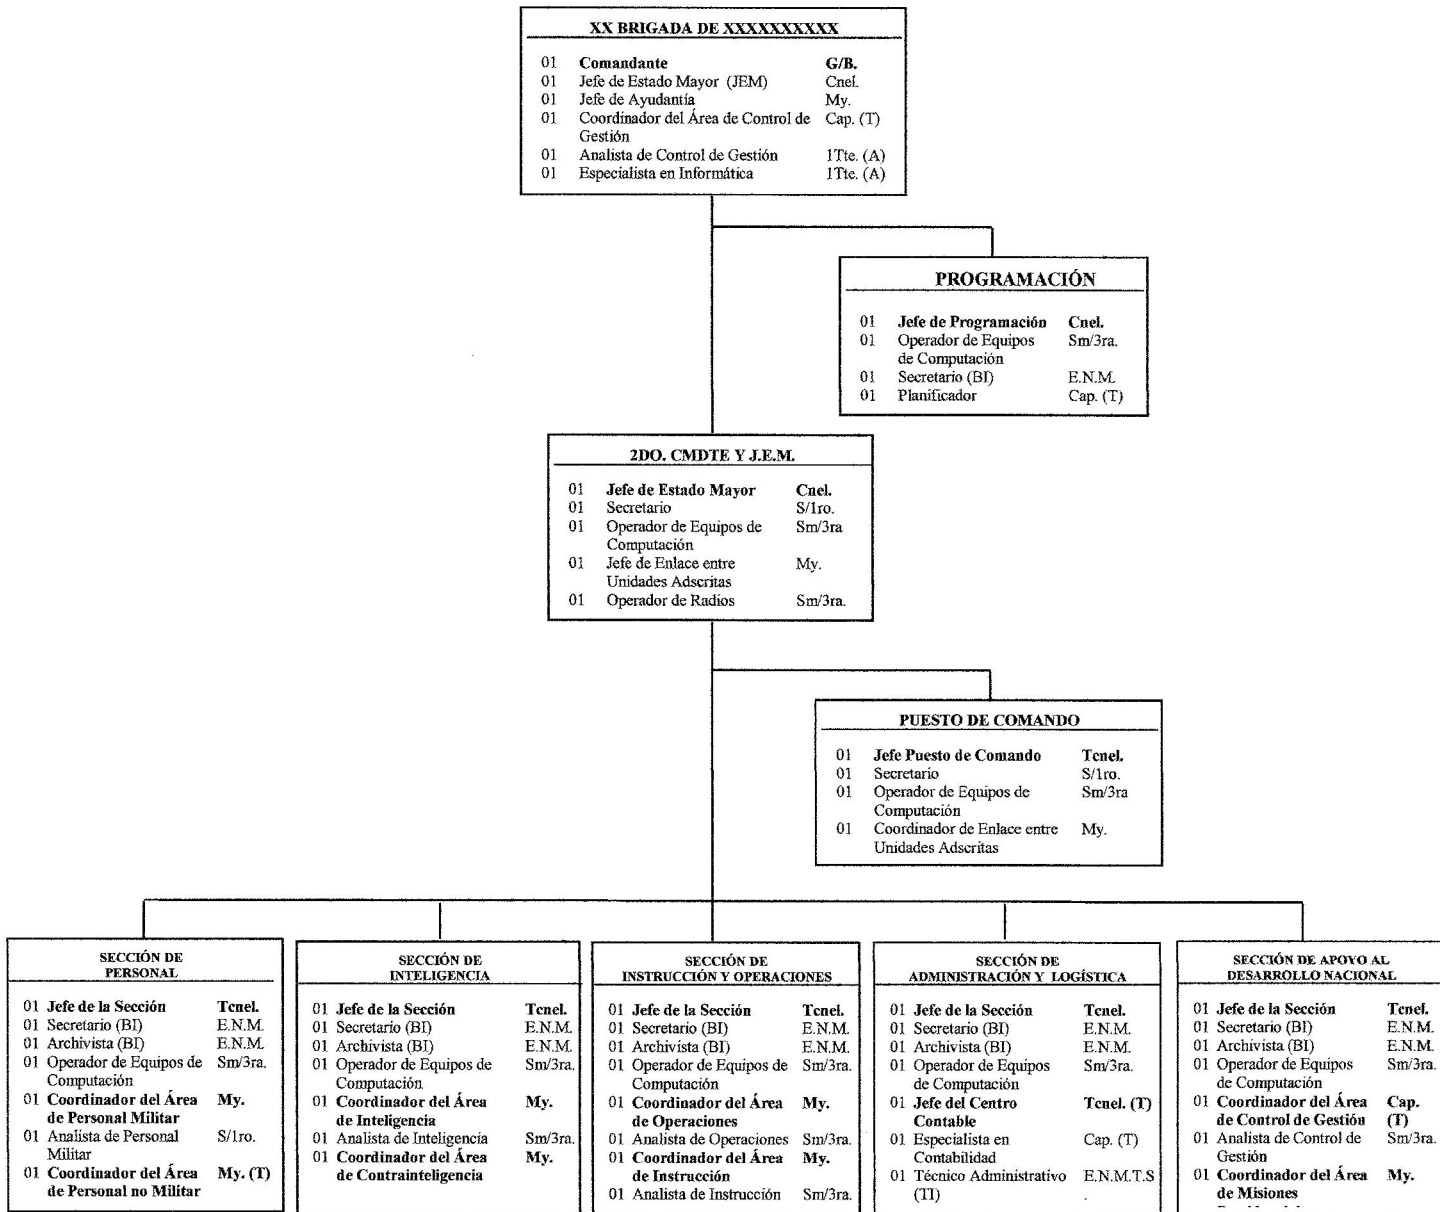 XX BRIGADA DE XXXXXXXXXX
01 Comandante G/B.
01 Jefe de Estado Mayor (JEM) Cnel.
01 Jefe de Ayudantía My.
01 Coordinador del Área de Control de Cap. (T)
Gestión
01 Analista de Control de Gestión 1Tte. (A)
01 Especialista en Informática 1Tte. (A)
PROGRAMACIÓN
01 Jefe de Programación Cnel.
01 Operador de Equipos Sm/3ra.
de Computación
01 Secretario (BI) E.N.M.
01 Planificador Cap. (T)
2DO. CMDTE Y J.E.M.
01 Jefe de Estado Mayor Cnel.
01 Secretario S/1ro.
01 Operador de Equipos de Sm/3ra
Computación
01 Jefe de Enlace entre My.
Unidades Adscritas
01 Operador de Radios Sm/3ra.
PUESTO DE COMANDO
01 Jefe Puesto de Comando Tcnel.
01 Secretario S/1ro.
01 Operador de Equipos de Sm/3ra
Computación
01 Coordinador de Enlace entre My.
Unidades Adscritas
SECCIÓN DE
PERSONAL
01 Jefe de la Sección Tcnel.
01 Secretario (BI) E.N.M.
01 Archivista (BI) E.N.M.
01 Operador de Equipos de Sm/3ra.
Computación
01 Coordinador del Área My.
de Personal Militar
01 Analista de Personal S/1ro.
Militar
01 Coordinador del Área My. (T)
de Personal no Militar
SECCIÓN DE
INTELIGENCIA
01 Jefe de la Sección Tcnel.
01 Secretario (BI) E.N.M.
01 Archivista (BI) E.N.M.
01 Operador de Equipos de Sm/3ra.
Computación
01 Coordinador del Área My.
de Inteligencia
01 Analista de Inteligencia Sm/3ra.
01 Coordinador del Área My.
de Contrainteligencia
SECCIÓN DE
INSTRUCCIÓN Y OPERACIONES
01 Jefe de la Sección Tcnel.
01 Secretario (BI) E.N.M.
01 Archivista (BI) E.N.M.
01 Operador de Equipos de Sm/3ra.
Computación
01 Coordinador del Área My.
de Operaciones
01 Analista de Operaciones Sm/3ra.
01 Coordinador del Área My.
de Instrucción
01 Analista de Instrucción Sm/3ra.
SECCIÓN DE
ADMINISTRACIÓN Y LOGÍSTICA
01 Jefe de la Sección Tcnel.
01 Secretario (BI) E.N.M.
01 Archivista (BI) E.N.M.
01 Operador de Equipos Sm/3ra.
de Computación
01 Jefe del Centro Tcnel. (T)
Contable
01 Especialista en Cap. (T)
Contabilidad
01 Técnico Administrativo E.N.M.T.S
(TI) .
SECCIÓN DE APOYO AL
DESARROLLO NACIONAL
01 Jefe de la Sección Tcnel.
01 Secretario (BI) E.N.M.
01 Archivista (BI) E.N.M.
01 Operador de Equipos Sm/3ra.
de Computación
01 Coordinador del Área Cap.
de Control de Gestión (T)
01 Analista de Control de Sm/3ra.
Gestión
01 Coordinador del Área My.
de Misiones